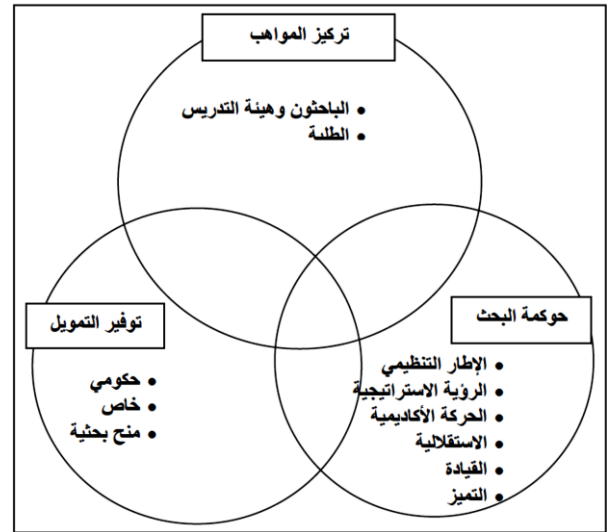 تركيز المواهب
• الباحثون وهيئة التدريس
• الطلبة
حوكمة البحث
• الإطار التنظيمي
• الرؤية الاستراتيجية
• الحركة الأكاديمية
• الاستقلالية
• القيادة
• التميز
توفير التمويل
• حكومي
• خاص
• منح بحثية